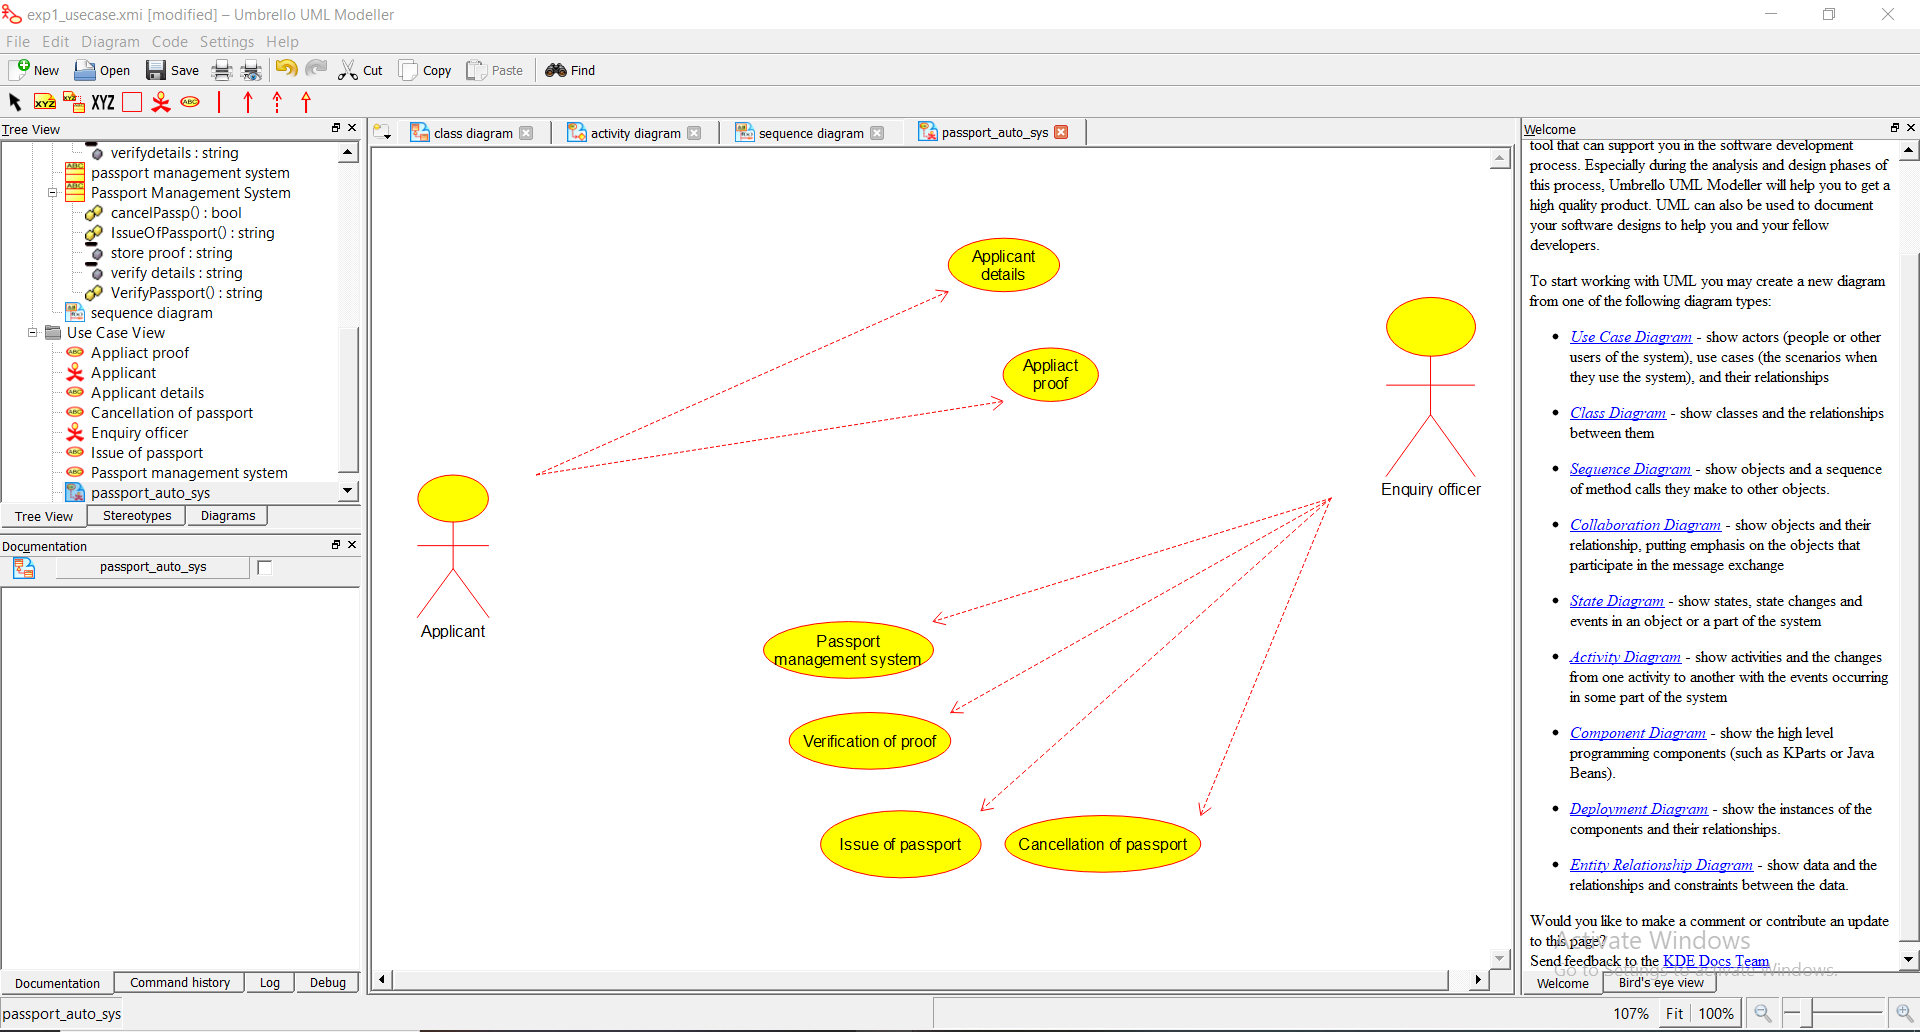 exp1_usecase.xmi [modified] – Umbrello UML Modeller
File Edit Diagram Code Settings Help
New Open Save Cut Copy Paste Find
XYZ XYZ XYZ ABC
Tree View
verifydetails : string
passport management system
Passport Management System
cancelPassp() : bool
IssueOfPassport() : string
store proof : string
verify details : string
VerifyPassport() : string
sequence diagram
Use Case View
Appliact proof
Applicant
Applicant details
Cancellation of passport
Enquiry officer
Issue of passport
Passport management system
passport_auto_sys
Tree View Stereotypes Diagrams
Documentation
passport_auto_sys
Documentation Command history Log Debug
passport_auto_sys
class diagram activity diagram sequence diagram passport_auto_sys
Applicant
details
Appliact
proof
Enquiry officer
Applicant
Passport
management system
Verification of proof
Issue of passport
Cancellation of passport
Welcome
tool that can support you in the software development
process. Especially during the analysis and design phases of
this process, Umbrello UML Modeller will help you to get a
high quality product. UML can also be used to document
your software designs to help you and your fellow
developers.
To start working with UML you may create a new diagram
from one of the following diagram types:
• Use Case Diagram - show actors (people or other
users of the system), use cases (the scenarios when
they use the system), and their relationships
• Class Diagram - show classes and the relationships
between them
• Sequence Diagram - show objects and a sequence
of method calls they make to other objects.
• Collaboration Diagram - show objects and their
relationship, putting emphasis on the objects that
participate in the message exchange
• State Diagram - show states, state changes and
events in an object or a part of the system
• Activity Diagram - show activities and the changes
from one activity to another with the events occurring
in some part of the system
• Component Diagram - show the high level
programming components (such as KParts or Java
Beans).
• Deployment Diagram - show the instances of the
components and their relationships.
• Entity Relationship Diagram - show data and the
relationships and constraints between the data.
Would you like to make a comment or contribute an update
to this page?
Send feedback to the KDE Docs Team
Activate Windows
Go to Settings to activate Windows.
Welcome Bird's eye view
107% Fit 100%